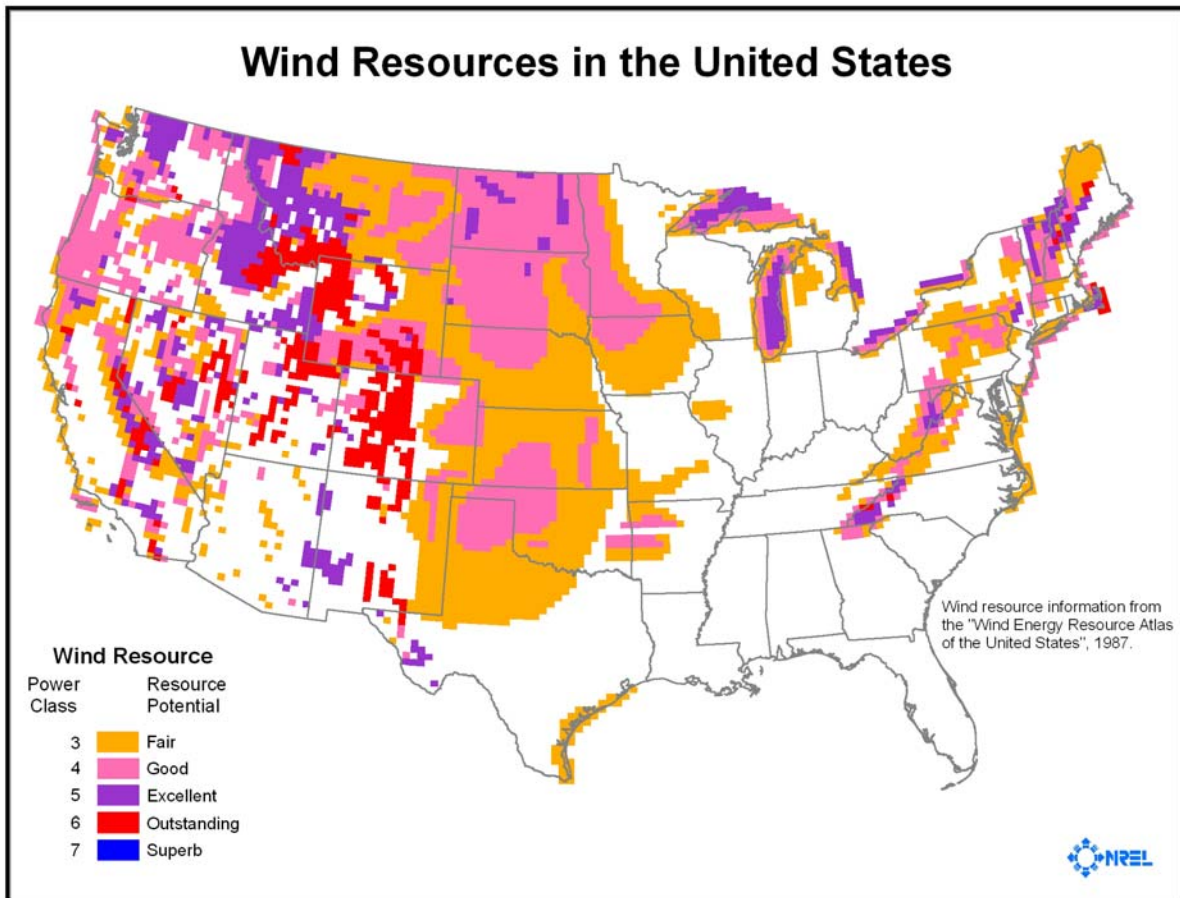 Wind Resources in the United States
Wind resource information from
the "Wind Energy Resource Atlas
of the United States", 1987.
Wind Resource
Power Class
Resource Potential
3 Fair
4 Good
5 Excellent
6 Outstanding
7 Superb
NREL